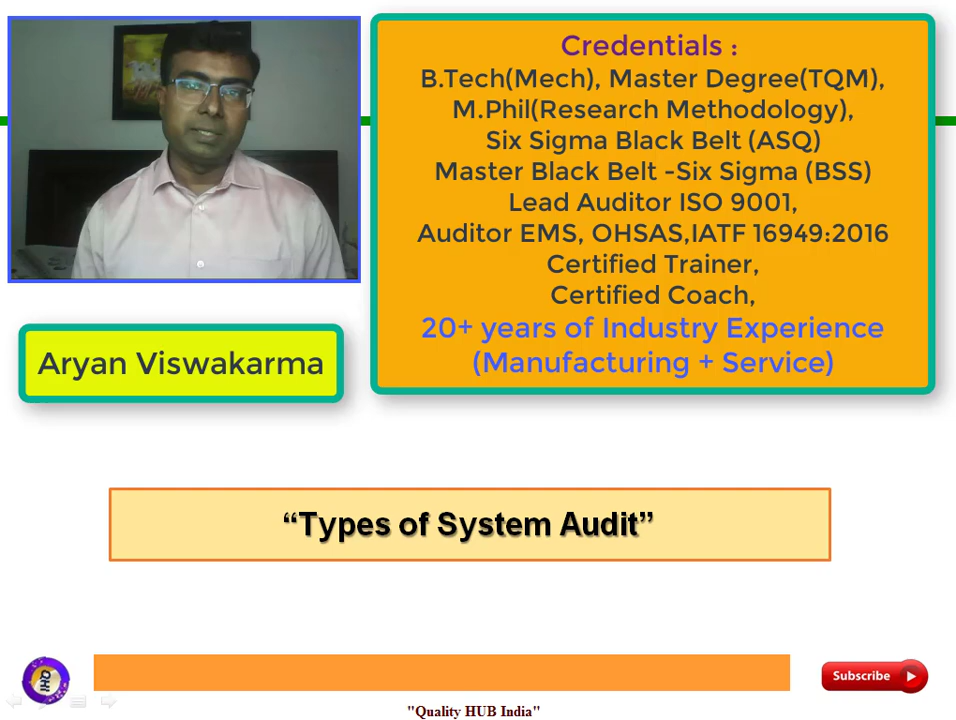 Credentials :
B.Tech(Mech), Master Degree(TQM),
M.Phil(Research Methodology),
Six Sigma Black Belt (ASQ)
Master Black Belt -Six Sigma (BSS)
Lead Auditor ISO 9001,
Auditor EMS, OHSAS,IATF 16949:2016
Certified Trainer,
Certified Coach,
20+ years of Industry Experience
(Manufacturing + Service)
Aryan Viswakarma
“Types of System Audit”
QHI
Subscribe
"Quality HUB India"